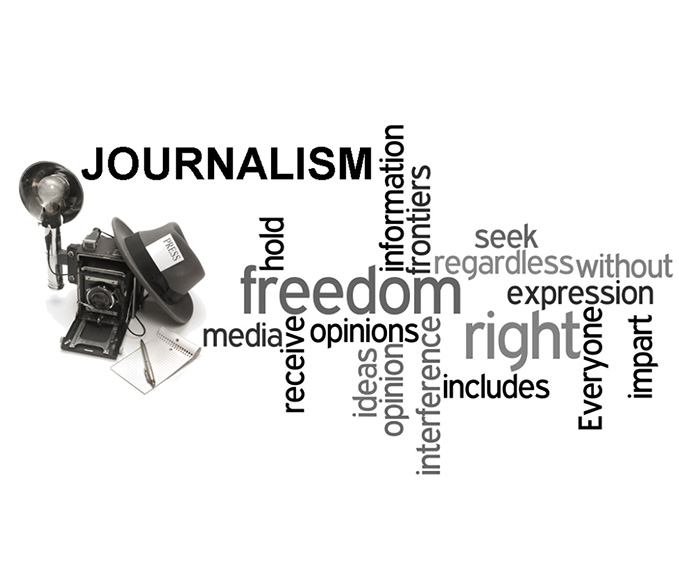 JOURNALISM
PRESS
information
frontiers
hold
seek
regardless
without
freedom
expression
media
opinions
right
receive
ideas
opinion
interference
includes
Everyone
impart